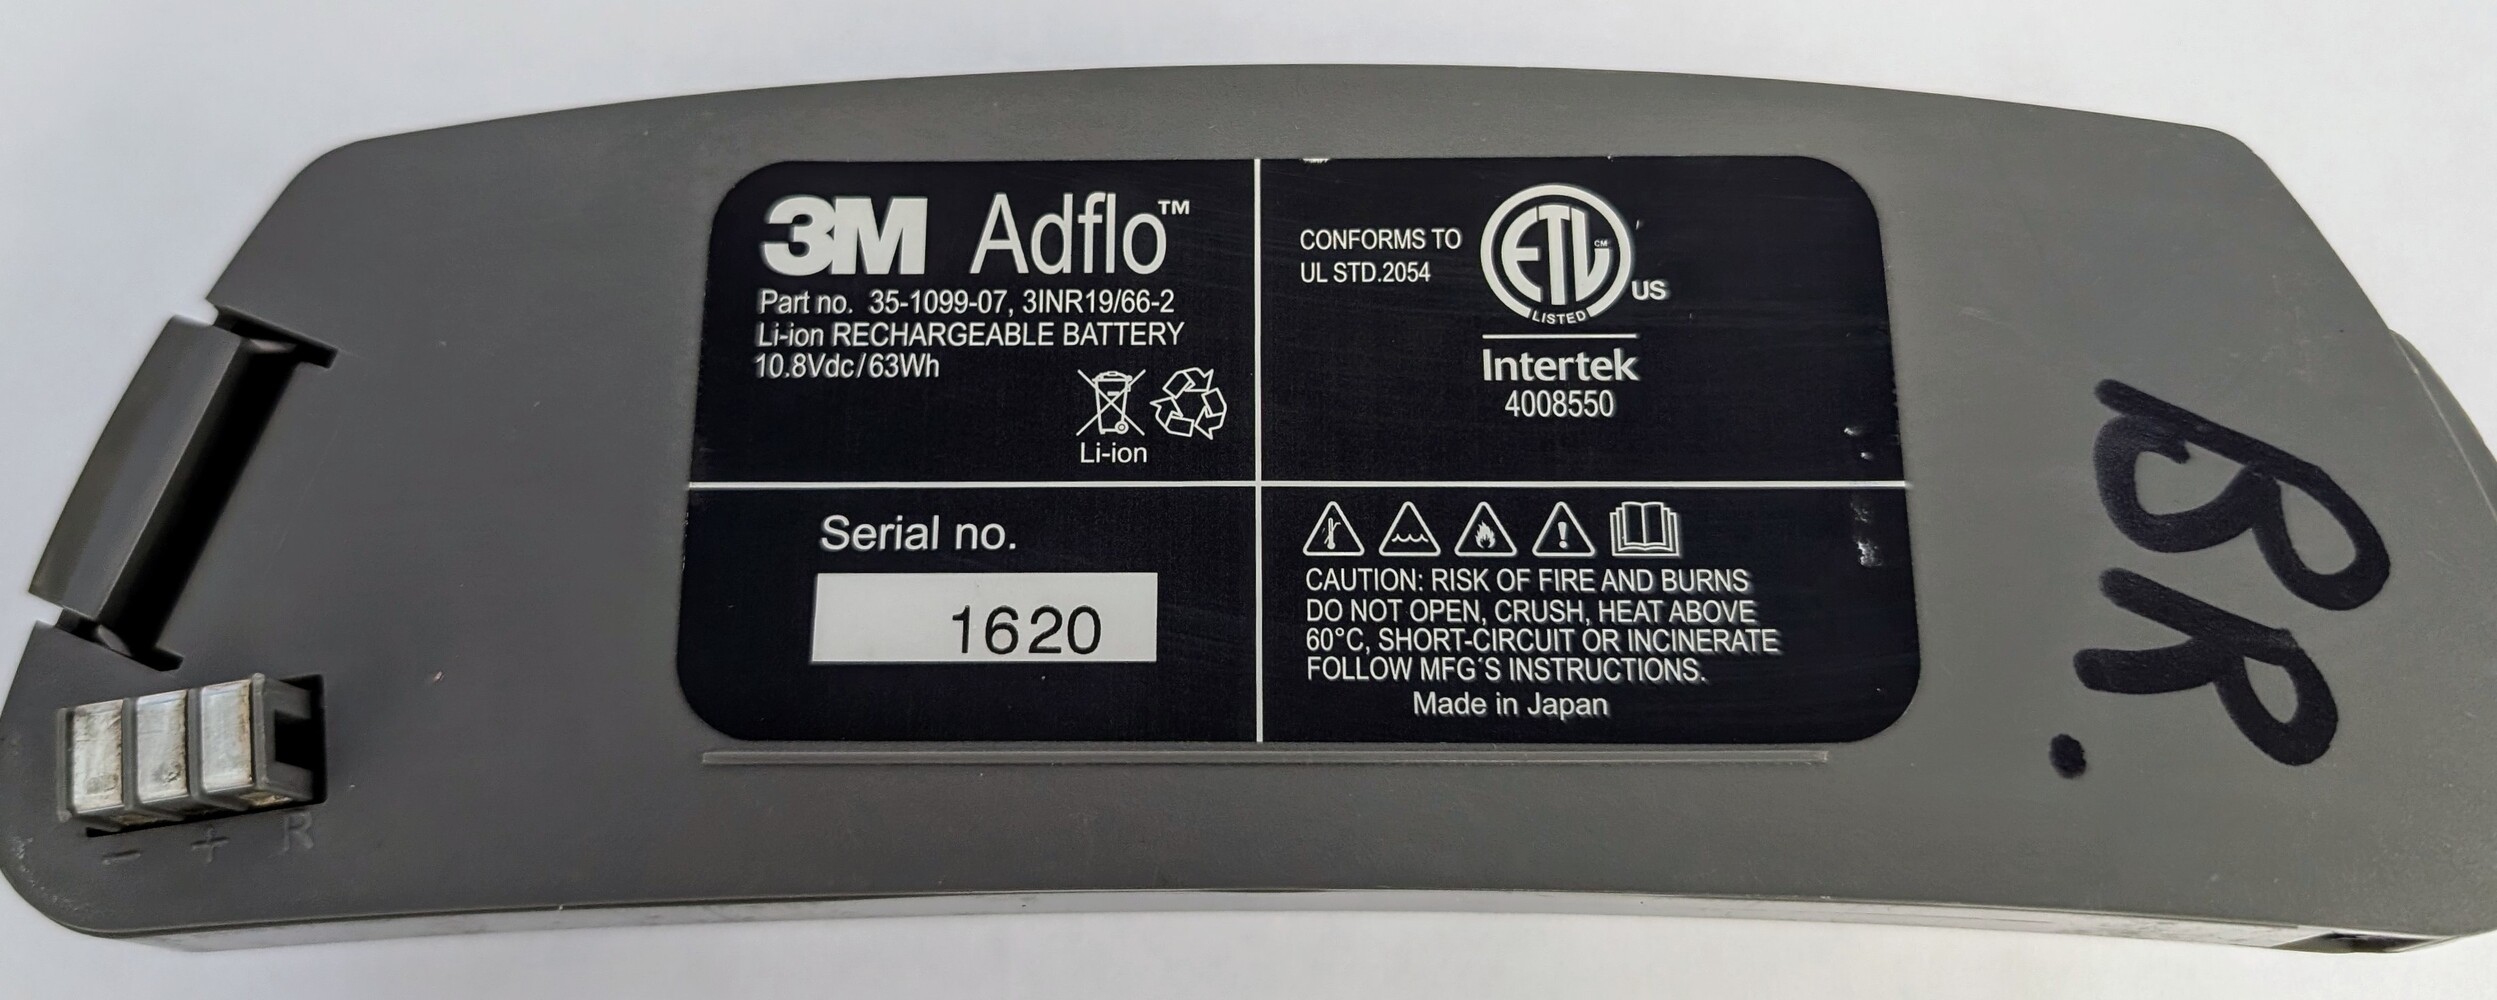 3M Adflo™
Part no. 35-1099-07, 3INR19/66-2
Li-ion RECHARGEABLE BATTERY
10.8Vdc/63Wh
Li-ion
CONFORMS TO
UL STD.2054
ETL CM
US
LISTED
Intertek
4008550
Serial no.
1620
CAUTION: RISK OF FIRE AND BURNS
DO NOT OPEN, CRUSH, HEAT ABOVE
60°C, SHORT-CIRCUIT OR INCINERATE
FOLLOW MFG´S INSTRUCTIONS.
Made in Japan
BR.
- + R